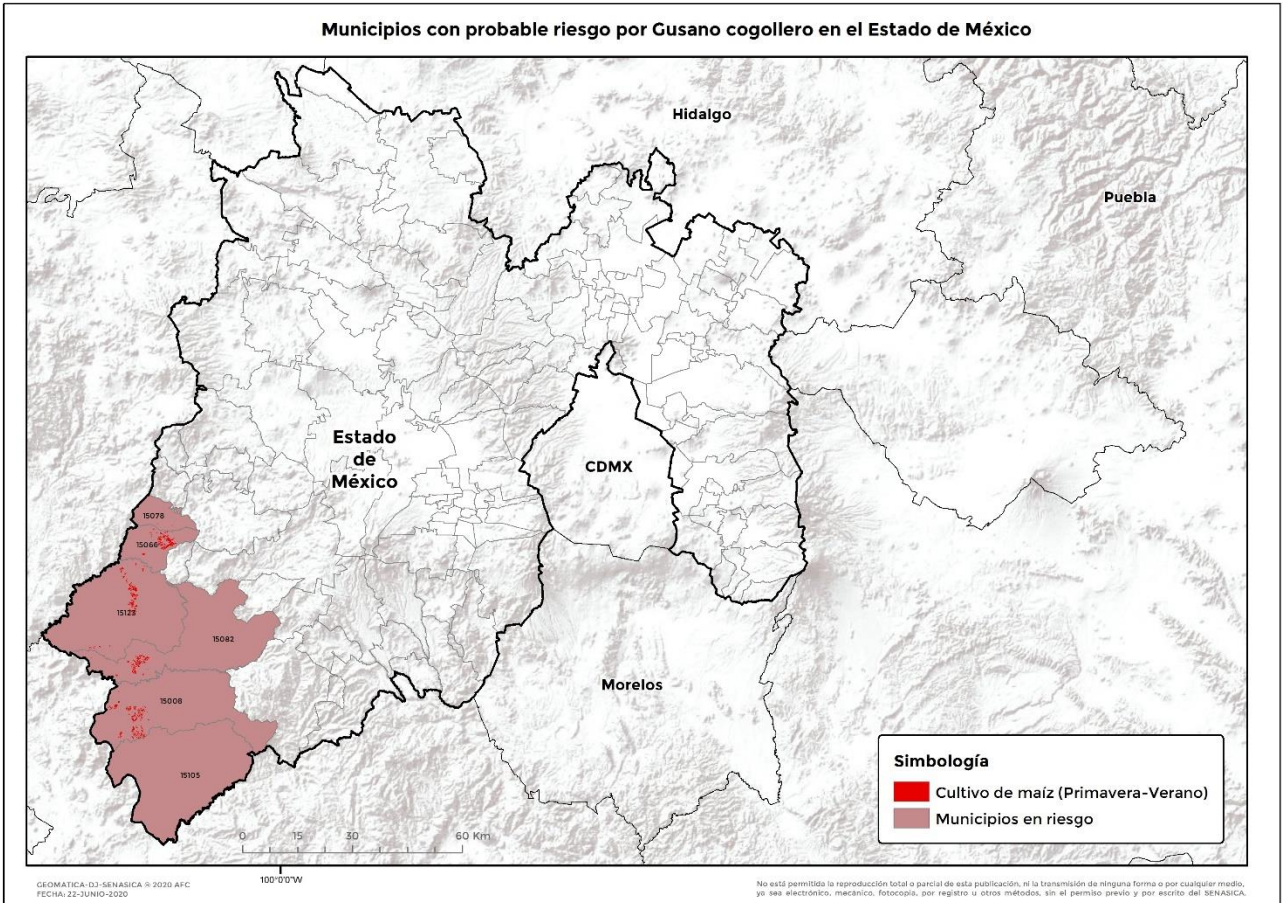 Municipios con probable riesgo por Gusano cogollero en el Estado de México
Hidalgo
Puebla
Estado
de
México
CDMX
15078
15066
15123
15082
Morelos
15008
15105
Simbología
Cultivo de maíz (Primavera-Verano)
Municipios en riesgo
0 15 30 60 Km
100°0'0"W
GEOMATICA-DJ-SENASICA ® 2020 AFC
FECHA: 22-JUNIO-2020
No está permitida la reproducción total o parcial de esta publicación, ni la transmisión de ninguna forma o por cualquier medio,
yo sea electrónico, mecánico, fotocopia, por registro u otros métodos, sin el permiso previo y por escrito del SENASICA.